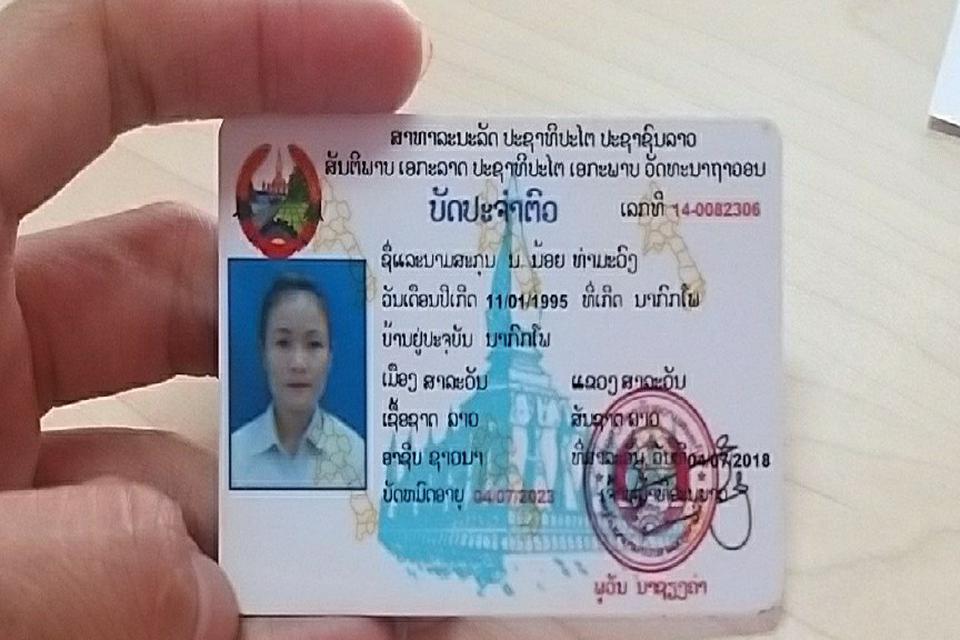 ສາທາລະນະລັດ ປະຊາທິປະໄຕ ປະຊາຊົນລາວ
ສັນຕິພາບ ເອກະລາດ ປະຊາທິປະໄຕ ເອກະພາບ ວັດທະນາຖາວອນ
ບັດປະຈຳຕົວ ເລກທີ 14-0082306
ຊື່ແລະນາມສະກຸນ ນ. ນ້ອຍ ທຳມະວົງ
ວັນເດືອນປີເກີດ 11/01/1995 ທີ່ເກີດ ນາກົກໂພ
ບ້ານຢູ່ປະຈຸບັນ ນາກົກໂພ
ເມືອງ ສາລະວັນ ແຂວງ ສາລະວັນ
ເຊື້ອຊາດ ລາວ ສັນຊາດ ລາວ
ອາຊີບ ຊາວນາ ທີ່ສາລະວັນ ວັນທີ 04/07/2018
ບັດຫມົດອາຍຸ 04/07/2023
ພູວັນ ນາຊຽງຄຳ